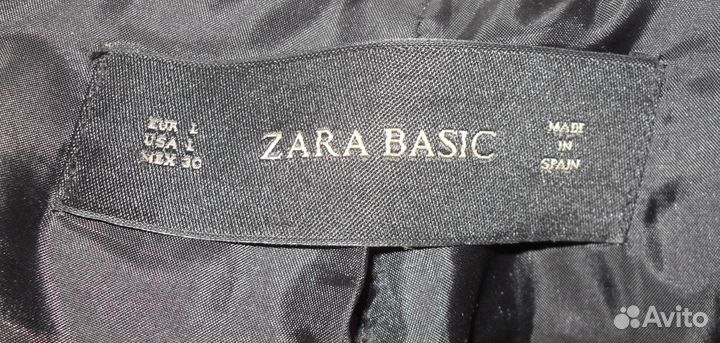 EUR L
USA L
MEX 30
ZARA BASIC
MADE
IN
SPAIN
Avito